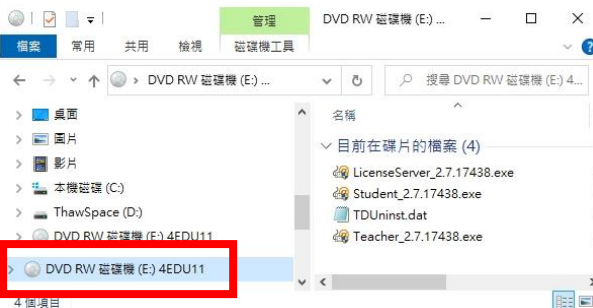 管理
DVD RW 磁碟機 (E:) ...
檔案
常用
共用
檢視
磁碟機工具
DVD RW 磁碟機 (E:) ...
搜尋 DVD RW 磁碟機 (E:) 4...
桌面
圖片
影片
本機磁碟 (C:)
ThawSpace (D:)
DVD RW 磁碟機 (E:) 4EDU11
DVD RW 磁碟機 (E:) 4EDU11
4 個項目
名稱
目前在碟片的檔案 (4)
LicenseServer_2.7.17438.exe
Student_2.7.17438.exe
TDUninst.dat
Teacher_2.7.17438.exe